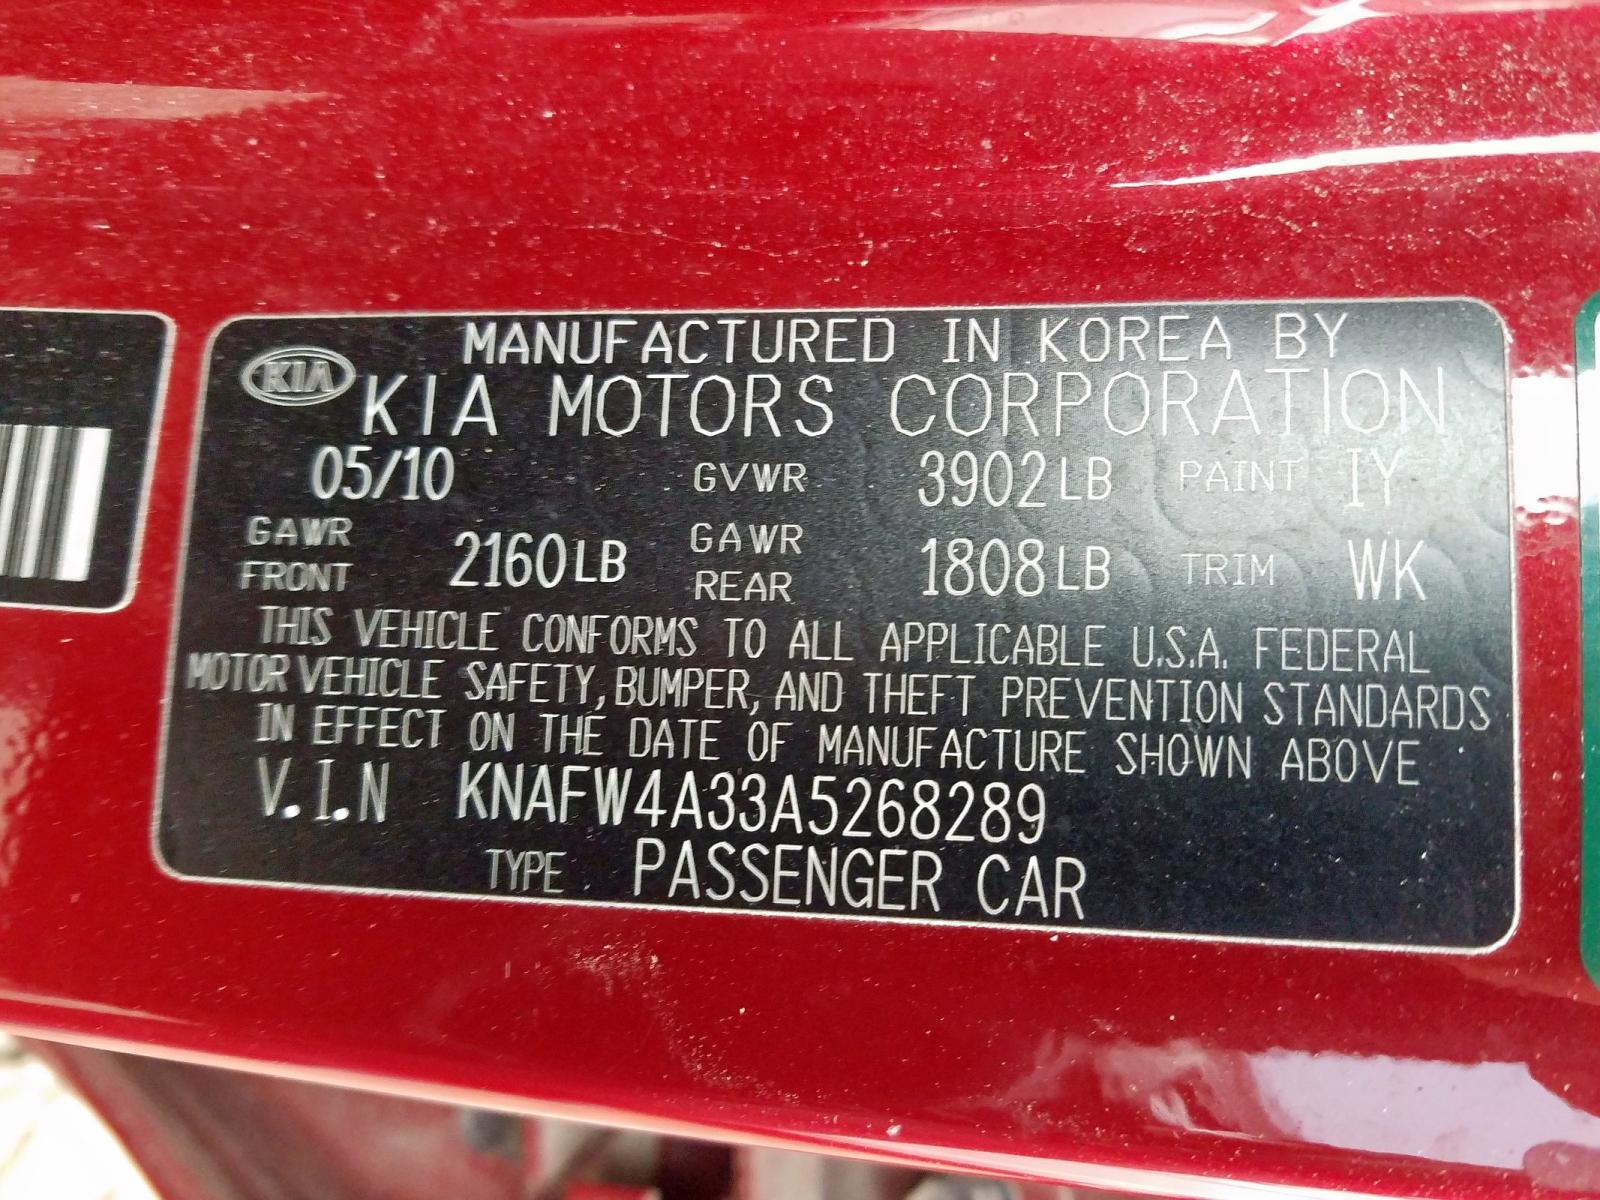 MANUFACTURED IN KOREA BY
KIA KIA MOTORS CORPORATION
05/10 GVWR 3902LB PAINT IY
GAWR FRONT 2160LB GAWR REAR 1808LB TRIM WK
THIS VEHICLE CONFORMS TO ALL APPLICABLE U.S.A. FEDERAL
MOTOR VEHICLE SAFETY, BUMPER, AND THEFT PREVENTION STANDARDS
IN EFFECT ON THE DATE OF MANUFACTURE SHOWN ABOVE
V.I.N KNAFW4A33A5268289
TYPE . PASSENGER CAR